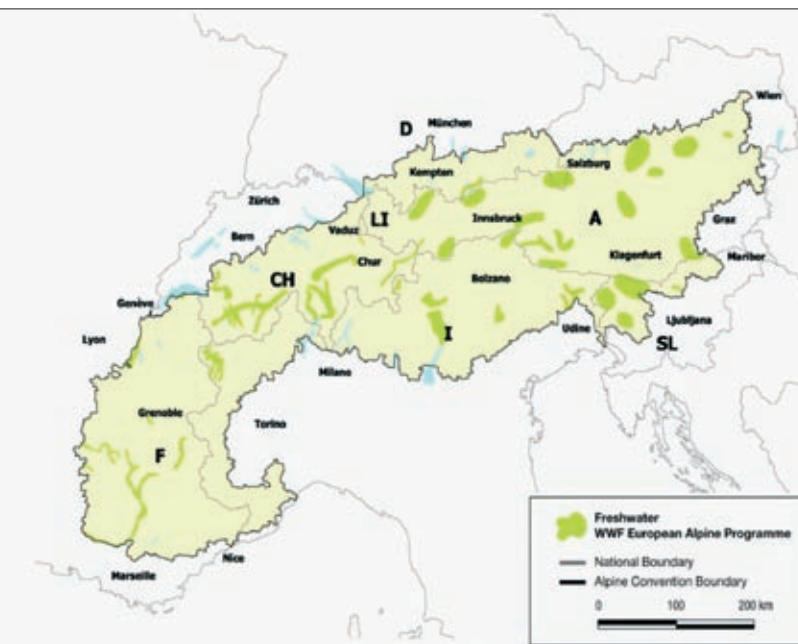 Wien
D
München
Kempten
Salzburg
Zürich
LI
Innsbruck
A
Graz
Vaduz
Bern
Klagenfurt
Maribor
Chur
CH
Bolzano
Genève
Ljubljana
Udine
I
SL
Lyon
Milano
Grenoble
Torino
F
Nice
Marseille
Freshwater
WWF European Alpine Programme
National Boundary
Alpine Convention Boundary
0 100 200 km